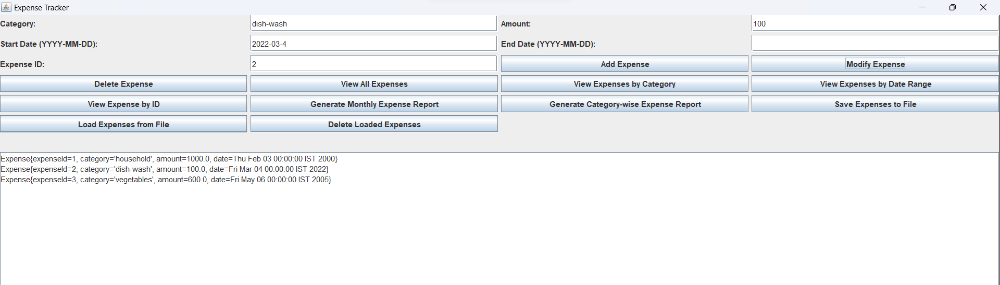 Expense Tracker
Category: dish-wash Amount: 100
Start Date (YYYY-MM-DD): 2022-03-4 End Date (YYYY-MM-DD):
Expense ID: 2 Add Expense Modify Expense
Delete Expense View All Expenses View Expenses by Category View Expenses by Date Range
View Expense by ID Generate Monthly Expense Report Generate Category-wise Expense Report Save Expenses to File
Load Expenses from File Delete Loaded Expenses
Expense{expenseId=1, category='household', amount=1000.0, date=Thu Feb 03 00:00:00 IST 2000}
Expense{expenseId=2, category='dish-wash', amount=100.0, date=Fri Mar 04 00:00:00 IST 2022}
Expense{expenseId=3, category='vegetables', amount=600.0, date=Fri May 06 00:00:00 IST 2005}